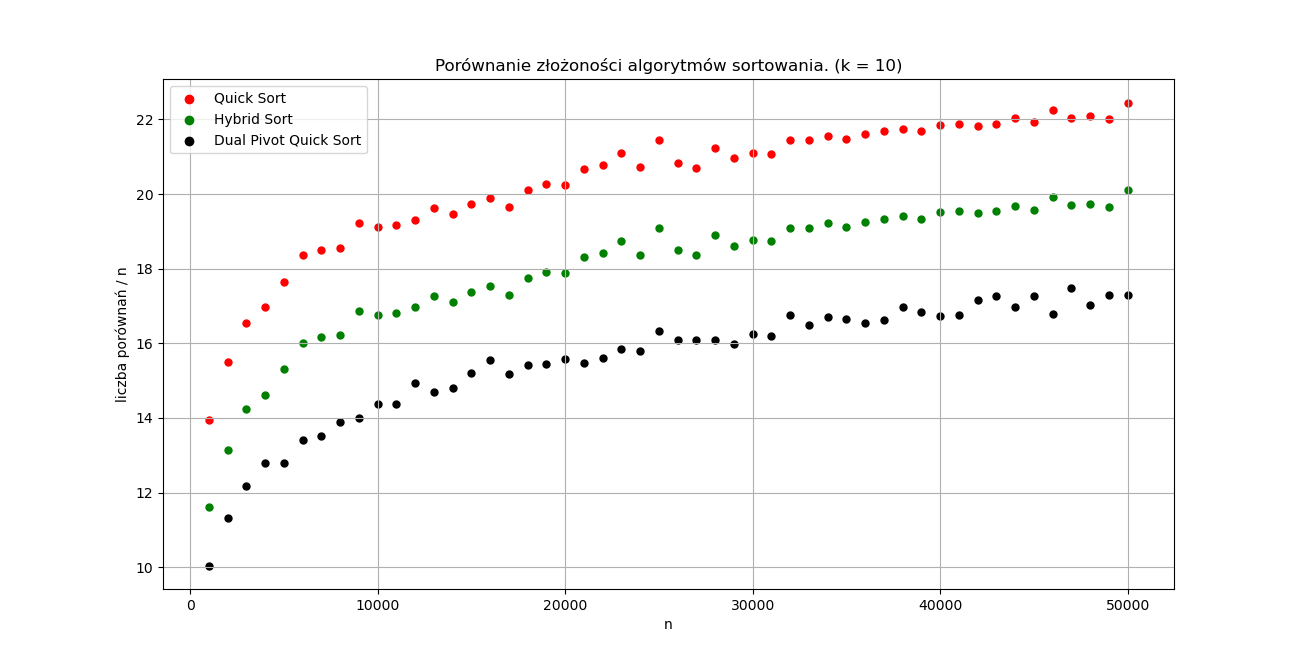 Porównanie złożoności algorytmów sortowania. (k = 10)
Quick Sort
Hybrid Sort
Dual Pivot Quick Sort
liczba porównań / n
22
20
18
16
14
12
10
0 10000 20000 30000 40000 50000
n